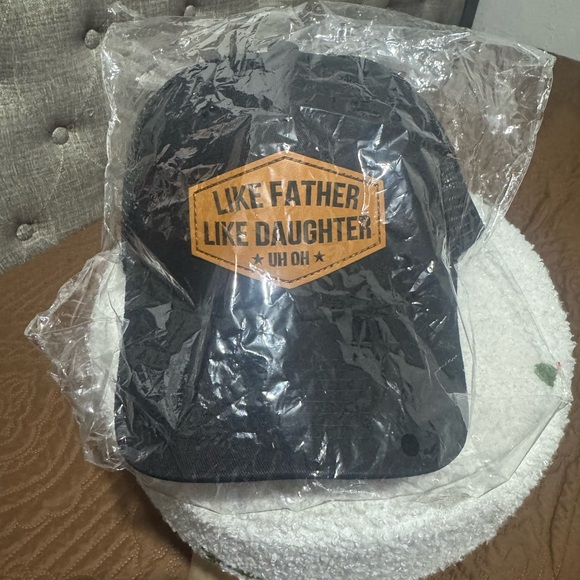 LIKE FATHER
LIKE DAUGHTER
★ UH OH ★